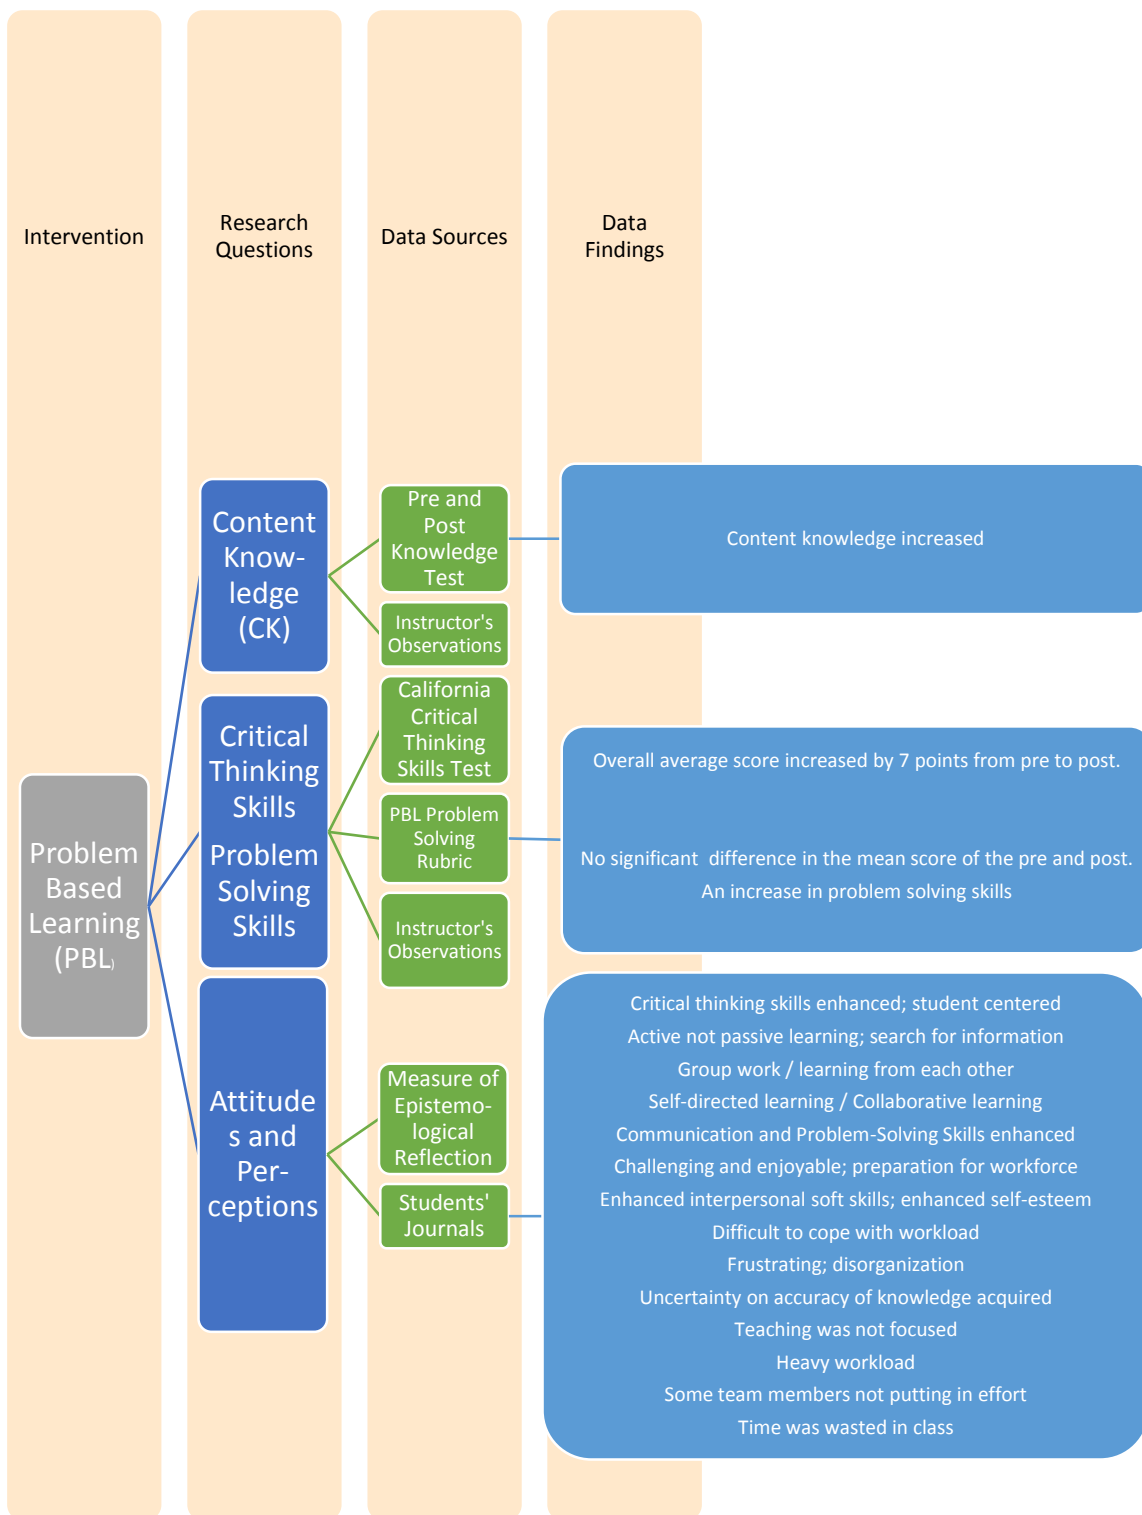 Intervention
Research
Questions
Data Sources
Data
Findings
Problem
Based
Learning
(PBL)
Content
Know-
ledge
(CK)
Critical
Thinking
Skills
Problem
Solving
Skills
Attitude
s and
Per-
ceptions
Pre and
Post
Knowledge
Test
Instructor's
Observations
California
Critical
Thinking
Skills Test
PBL Problem
Solving
Rubric
Instructor's
Observations
Measure of
Epistemo-
logical
Reflection
Students'
Journals
Content knowledge increased
Overall average score increased by 7 points from pre to post.
No significant  difference in the mean score of the pre and post.
An increase in problem solving skills
Critical thinking skills enhanced; student centered
Active not passive learning; search for information
Group work / learning from each other
Self-directed learning / Collaborative learning
Communication and Problem-Solving Skills enhanced
Challenging and enjoyable; preparation for workforce
Enhanced interpersonal soft skills; enhanced self-esteem
Difficult to cope with workload
Frustrating; disorganization
Uncertainty on accuracy of knowledge acquired
Teaching was not focused
Heavy workload
Some team members not putting in effort
Time was wasted in class